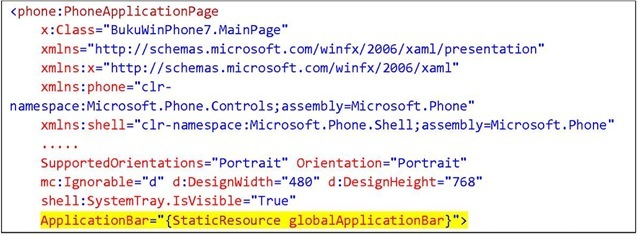 <phone:PhoneApplicationPage
x:Class="BukuWinPhone7.MainPage"
xmlns="http://schemas.microsoft.com/winfx/2006/xaml/presentation"
xmlns:x="http://schemas.microsoft.com/winfx/2006/xaml"
xmlns:phone="clr-
namespace:Microsoft.Phone.Controls;assembly=Microsoft.Phone"
xmlns:shell="clr-namespace:Microsoft.Phone.Shell;assembly=Microsoft.Phone"
.....
SupportedOrientations="Portrait" Orientation="Portrait"
mc:Ignorable="d" d:DesignWidth="480" d:DesignHeight="768"
shell:SystemTray.IsVisible="True"
ApplicationBar="{StaticResource globalApplicationBar}">